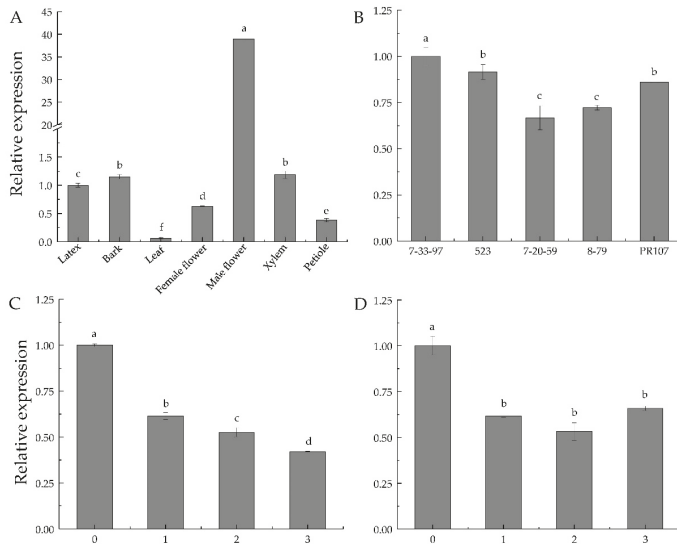 A
Relative expression
45
40
35
30
25
20
1.5
1.0
0.5
0.0
a
b
b
c
d
e
f
Latex
Bark
Leaf
Female flower
Male flower
Xylem
Petiole
B
1.25
1.00
0.75
0.50
0.25
0.00
a
b
c
c
b
7-33-97
523
7-20-59
8-79
PR107
C
Relative expression
1.25
1.00
0.75
0.50
0.25
0.00
a
b
c
d
0
1
2
3
D
1.25
1.00
0.75
0.50
0.25
0.00
a
b
b
b
0
1
2
3